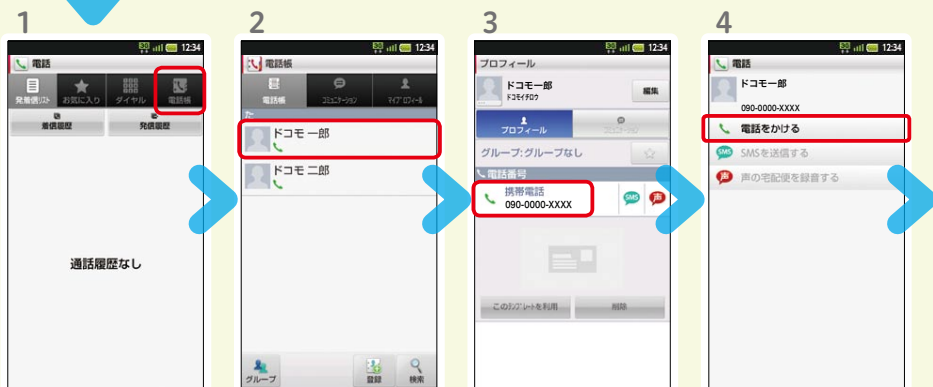 1
3G 12:34
電話
発着信リスト お気に入り ダイヤル 電話帳
着信履歴 発信履歴
通話履歴なし
2
3G 12:34
電話帳
電話帳 コミュニケーション マイプロフィール
た
ドコモ 一郎
ドコモ 二郎
グループ 登録 検索
3
3G 12:34
プロフィール
ドコモ一郎
ドコモイチロウ
編集
プロフィール コミュニケーション
グループ:グループなし
電話番号
携帯電話
090-0000-XXXX
SMS 声
このテンプレートを利用 削除
4
3G 12:34
電話
ドコモ一郎
090-0000-XXXX
電話をかける
SMS SMSを送信する
声 声の宅配便を録音する